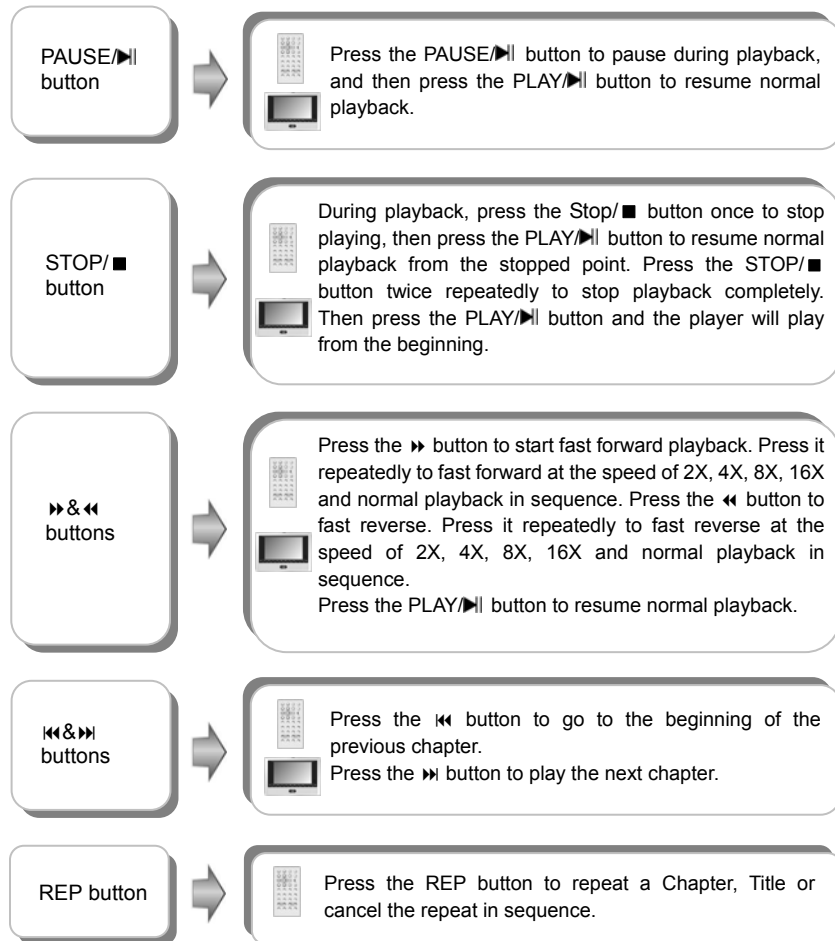 PAUSE/▶||
button
Press the PAUSE/▶|| button to pause during playback,
and then press the PLAY/▶|| button to resume normal
playback.
STOP/■
button
During playback, press the Stop/■ button once to stop
playing, then press the PLAY/▶|| button to resume normal
playback from the stopped point. Press the STOP/■
button twice repeatedly to stop playback completely.
Then press the PLAY/▶|| button and the player will play
from the beginning.
▶▶&◀◀
buttons
Press the ▶▶ button to start fast forward playback. Press it
repeatedly to fast forward at the speed of 2X, 4X, 8X, 16X
and normal playback in sequence. Press the ◀◀ button to
fast reverse. Press it repeatedly to fast reverse at the
speed of 2X, 4X, 8X, 16X and normal playback in
sequence.
Press the PLAY/▶|| button to resume normal playback.
|◀◀&▶▶|
buttons
Press the |◀◀ button to go to the beginning of the
previous chapter.
Press the ▶▶| button to play the next chapter.
REP button
Press the REP button to repeat a Chapter, Title or
cancel the repeat in sequence.